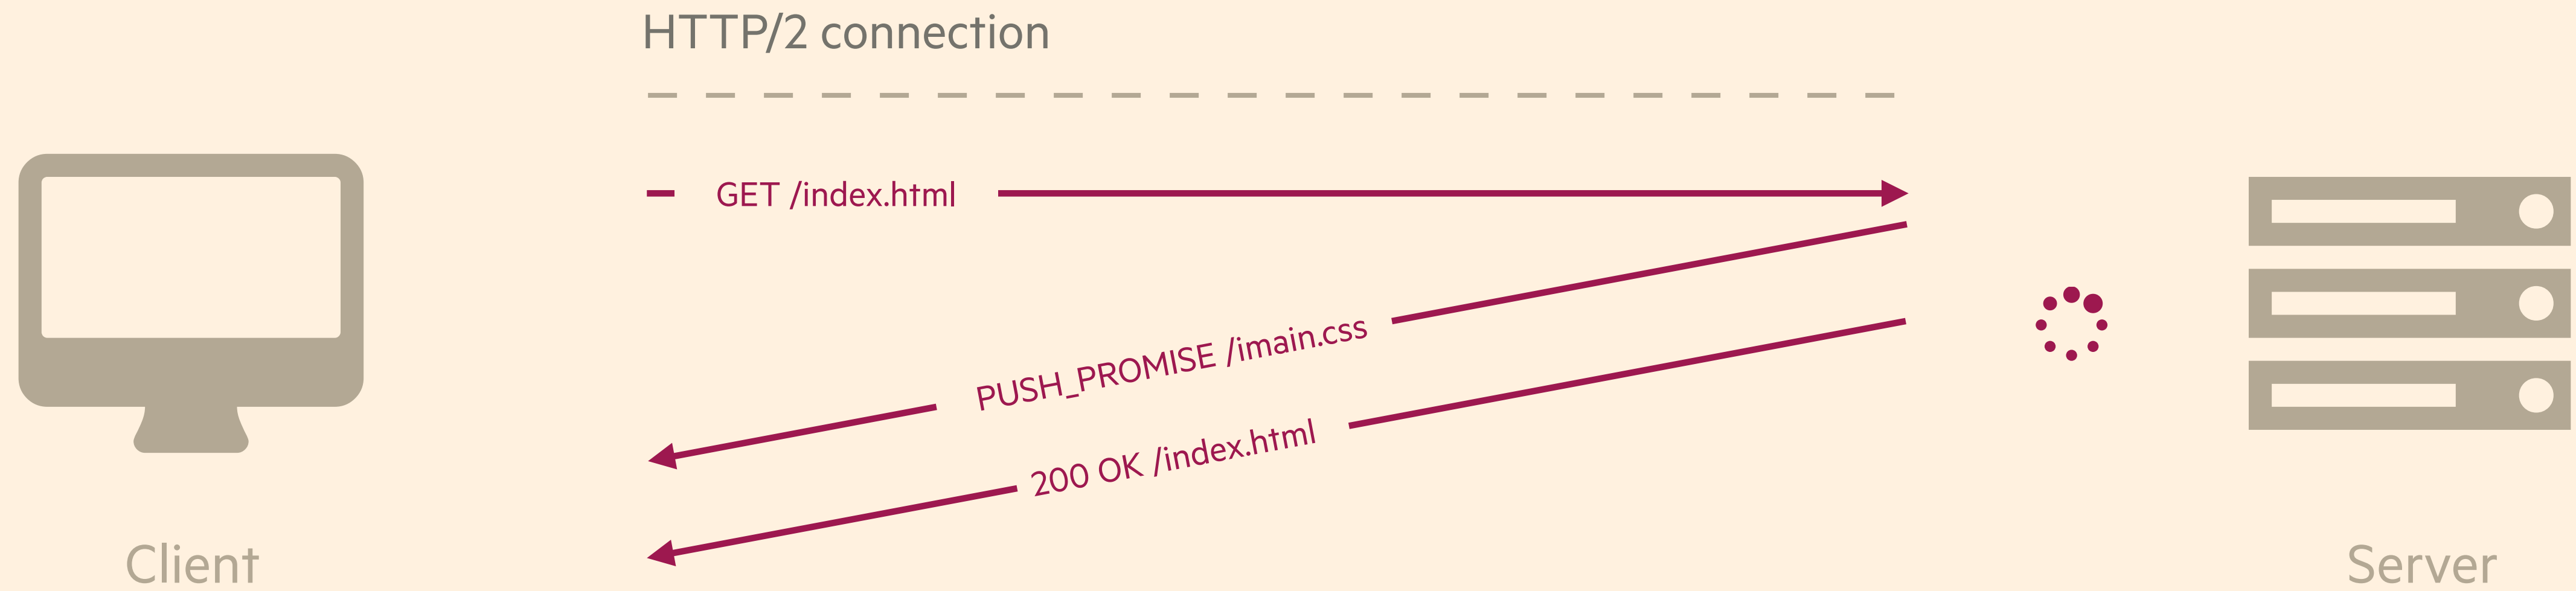 HTTP/2 connection
GET /index.html
PUSH_PROMISE /imain.css
200 OK /index.html
Client
Server